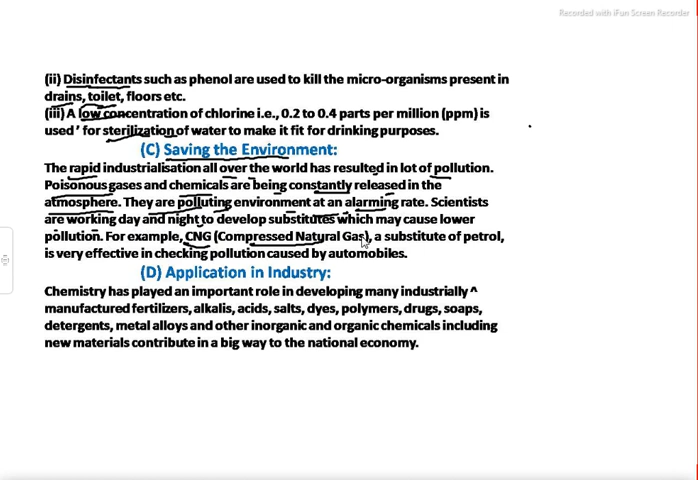 Recorded with iFun Screen Recorder
(ii) Disinfectants such as phenol are used to kill the micro-organisms present in
drains, toilet, floors etc.
(iii) A low concentration of chlorine i.e., 0.2 to 0.4 parts per million (ppm) is
used ’ for sterilization of water to make it fit for drinking purposes.
(C) Saving the Environment:
The rapid industrialisation all over the world has resulted in lot of pollution.
Poisonous gases and chemicals are being constantly released in the
atmosphere. They are polluting environment at an alarming rate. Scientists
are working day and night to develop substitutes which may cause lower
pollution. For example, CNG (Compressed Natural Gas), a substitute of petrol,
is very effective in checking pollution caused by automobiles.
(D) Application in Industry:
Chemistry has played an important role in developing many industrially ^
manufactured fertilizers, alkalis, acids, salts, dyes, polymers, drugs, soaps,
detergents, metal alloys and other inorganic and organic chemicals including
new materials contribute in a big way to the national economy.